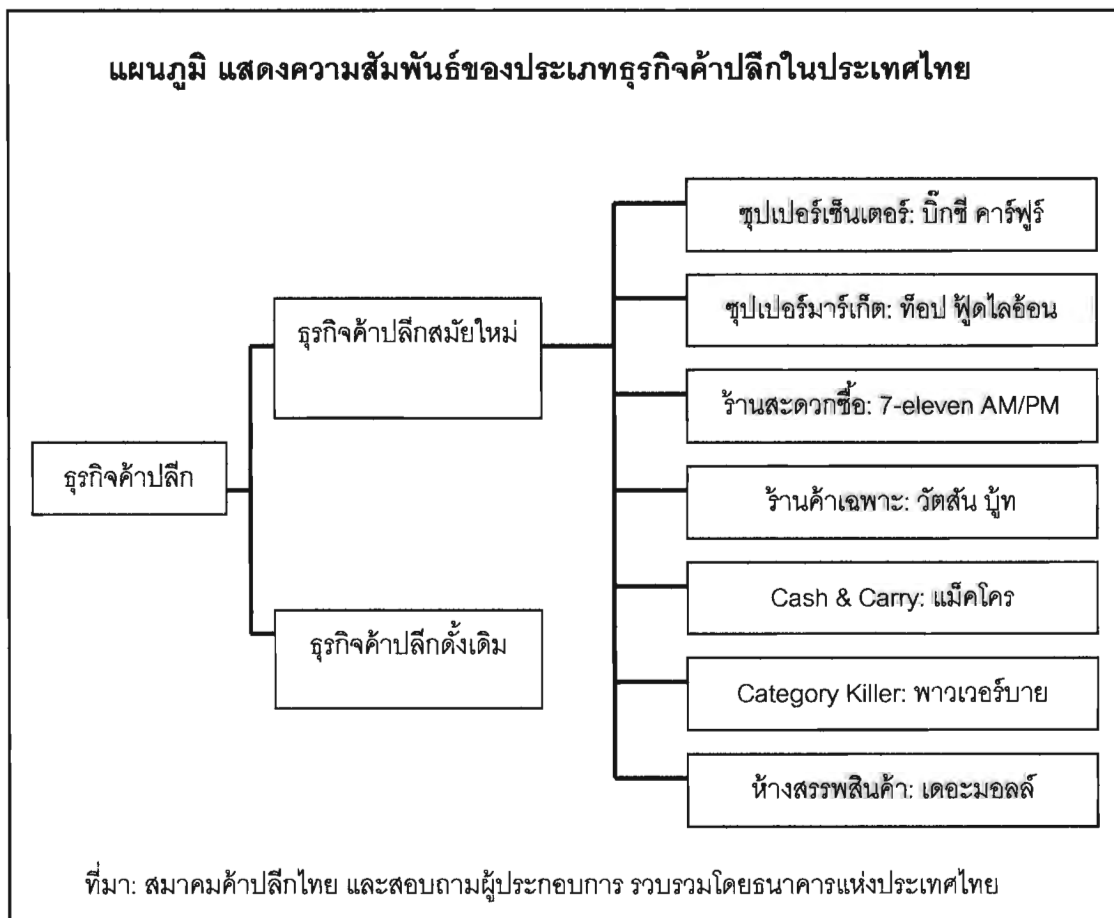 แผนภูมิ แสดงความสัมพันธ์ของประเภทธุรกิจค้าปลีกในประเทศไทย
ธุรกิจค้าปลีก
ธุรกิจค้าปลีกสมัยใหม่
ธุรกิจค้าปลีกดั้งเดิม
ซุปเปอร์เซ็นเตอร์: บิ๊กซี คาร์ฟูร์
ซุปเปอร์มาร์เก็ต: ท็อป ฟู้ดไลอ้อน
ร้านสะดวกซื้อ: 7-eleven AM/PM
ร้านค้าเฉพาะ: วัตสัน บู้ท
Cash & Carry: แม็คโคร
Category Killer: พาวเวอร์บาย
ห้างสรรพสินค้า: เดอะมอลล์
ที่มา: สมาคมค้าปลีกไทย และสอบถามผู้ประกอบการ รวบรวมโดยธนาคารแห่งประเทศไทย